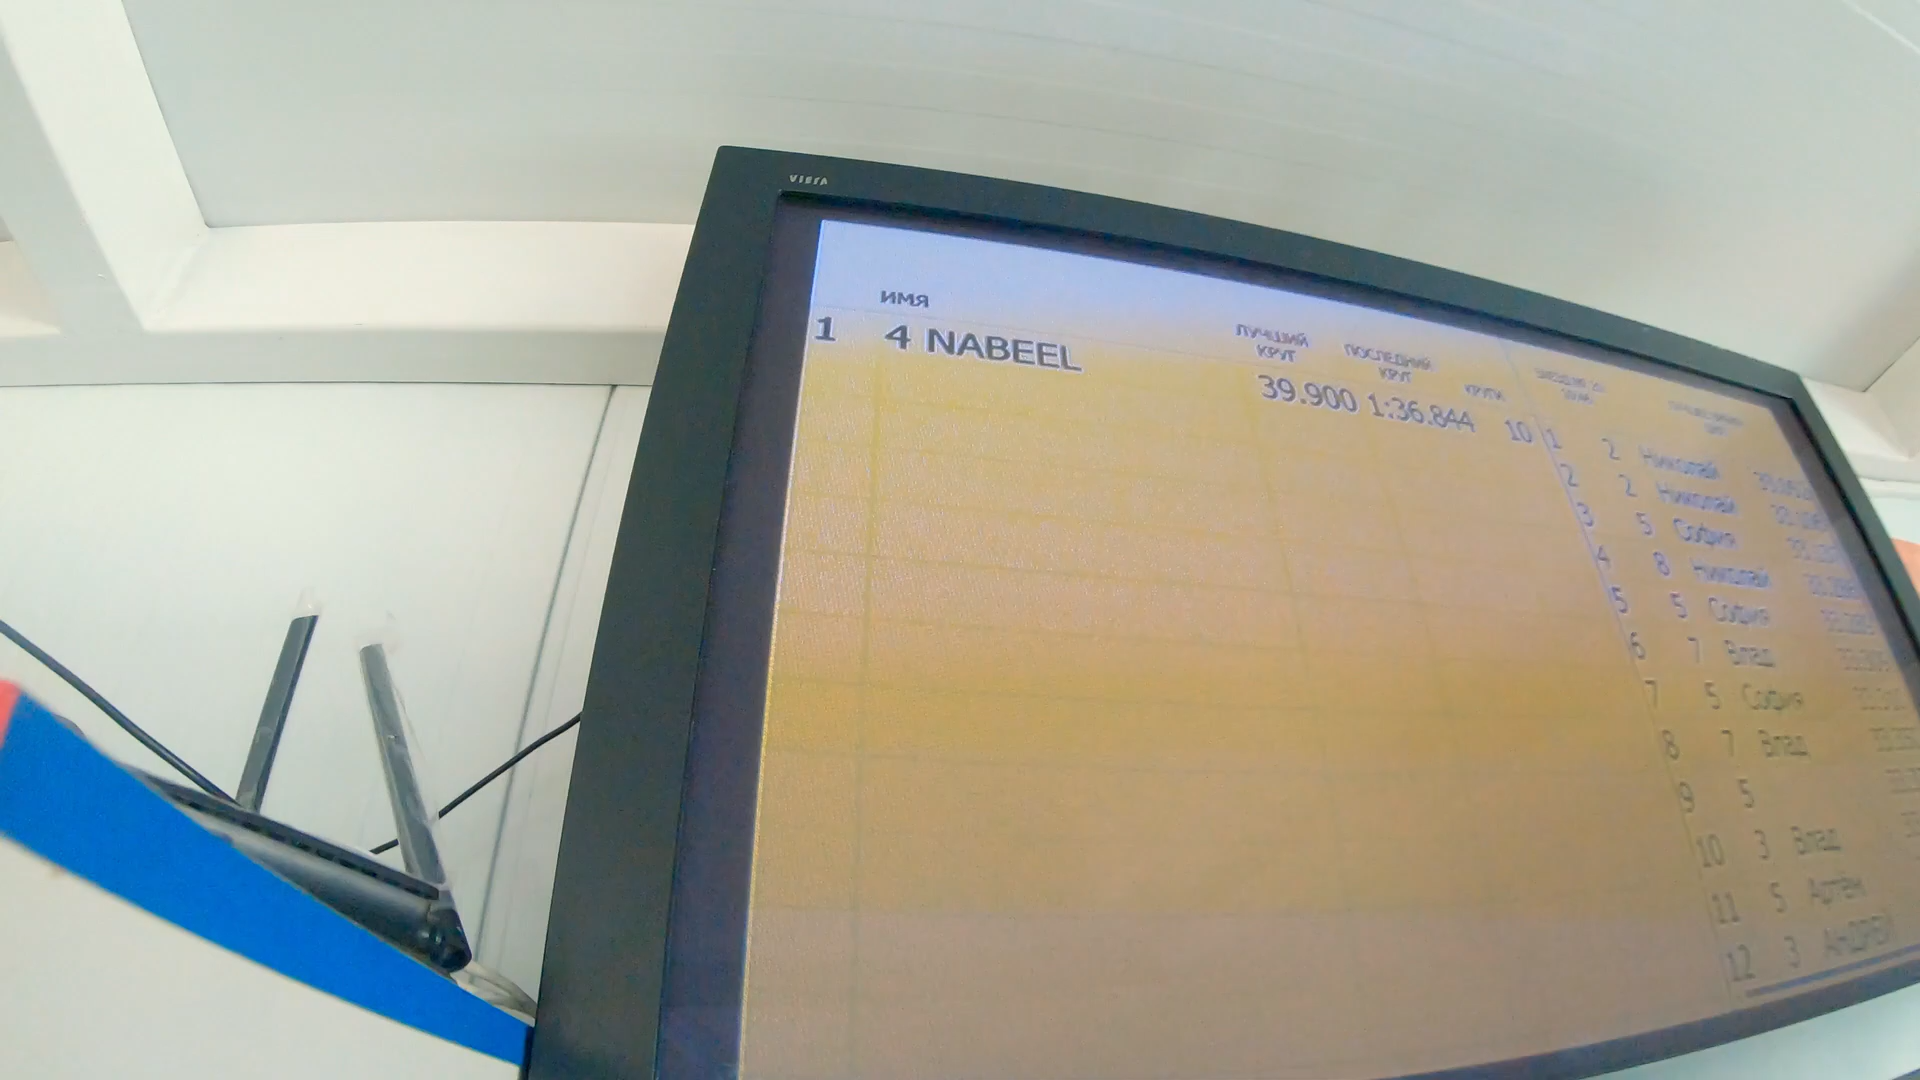 VIERA
ИМЯ
ЛУЧШИЙ КРУГ
ПОСЛЕДНИЙ КРУГ
КРУГИ
1 4 NABEEL 39.900 1:36.844 10
1 2 Николай
2 2 Николай
3 5 София
4 8 Николай
5 5 София
6 7 Влад
7 5 София
8 7 Влад
9 5
10 3 Влад
11 5 Артём
12 3 АНДРЕЙ